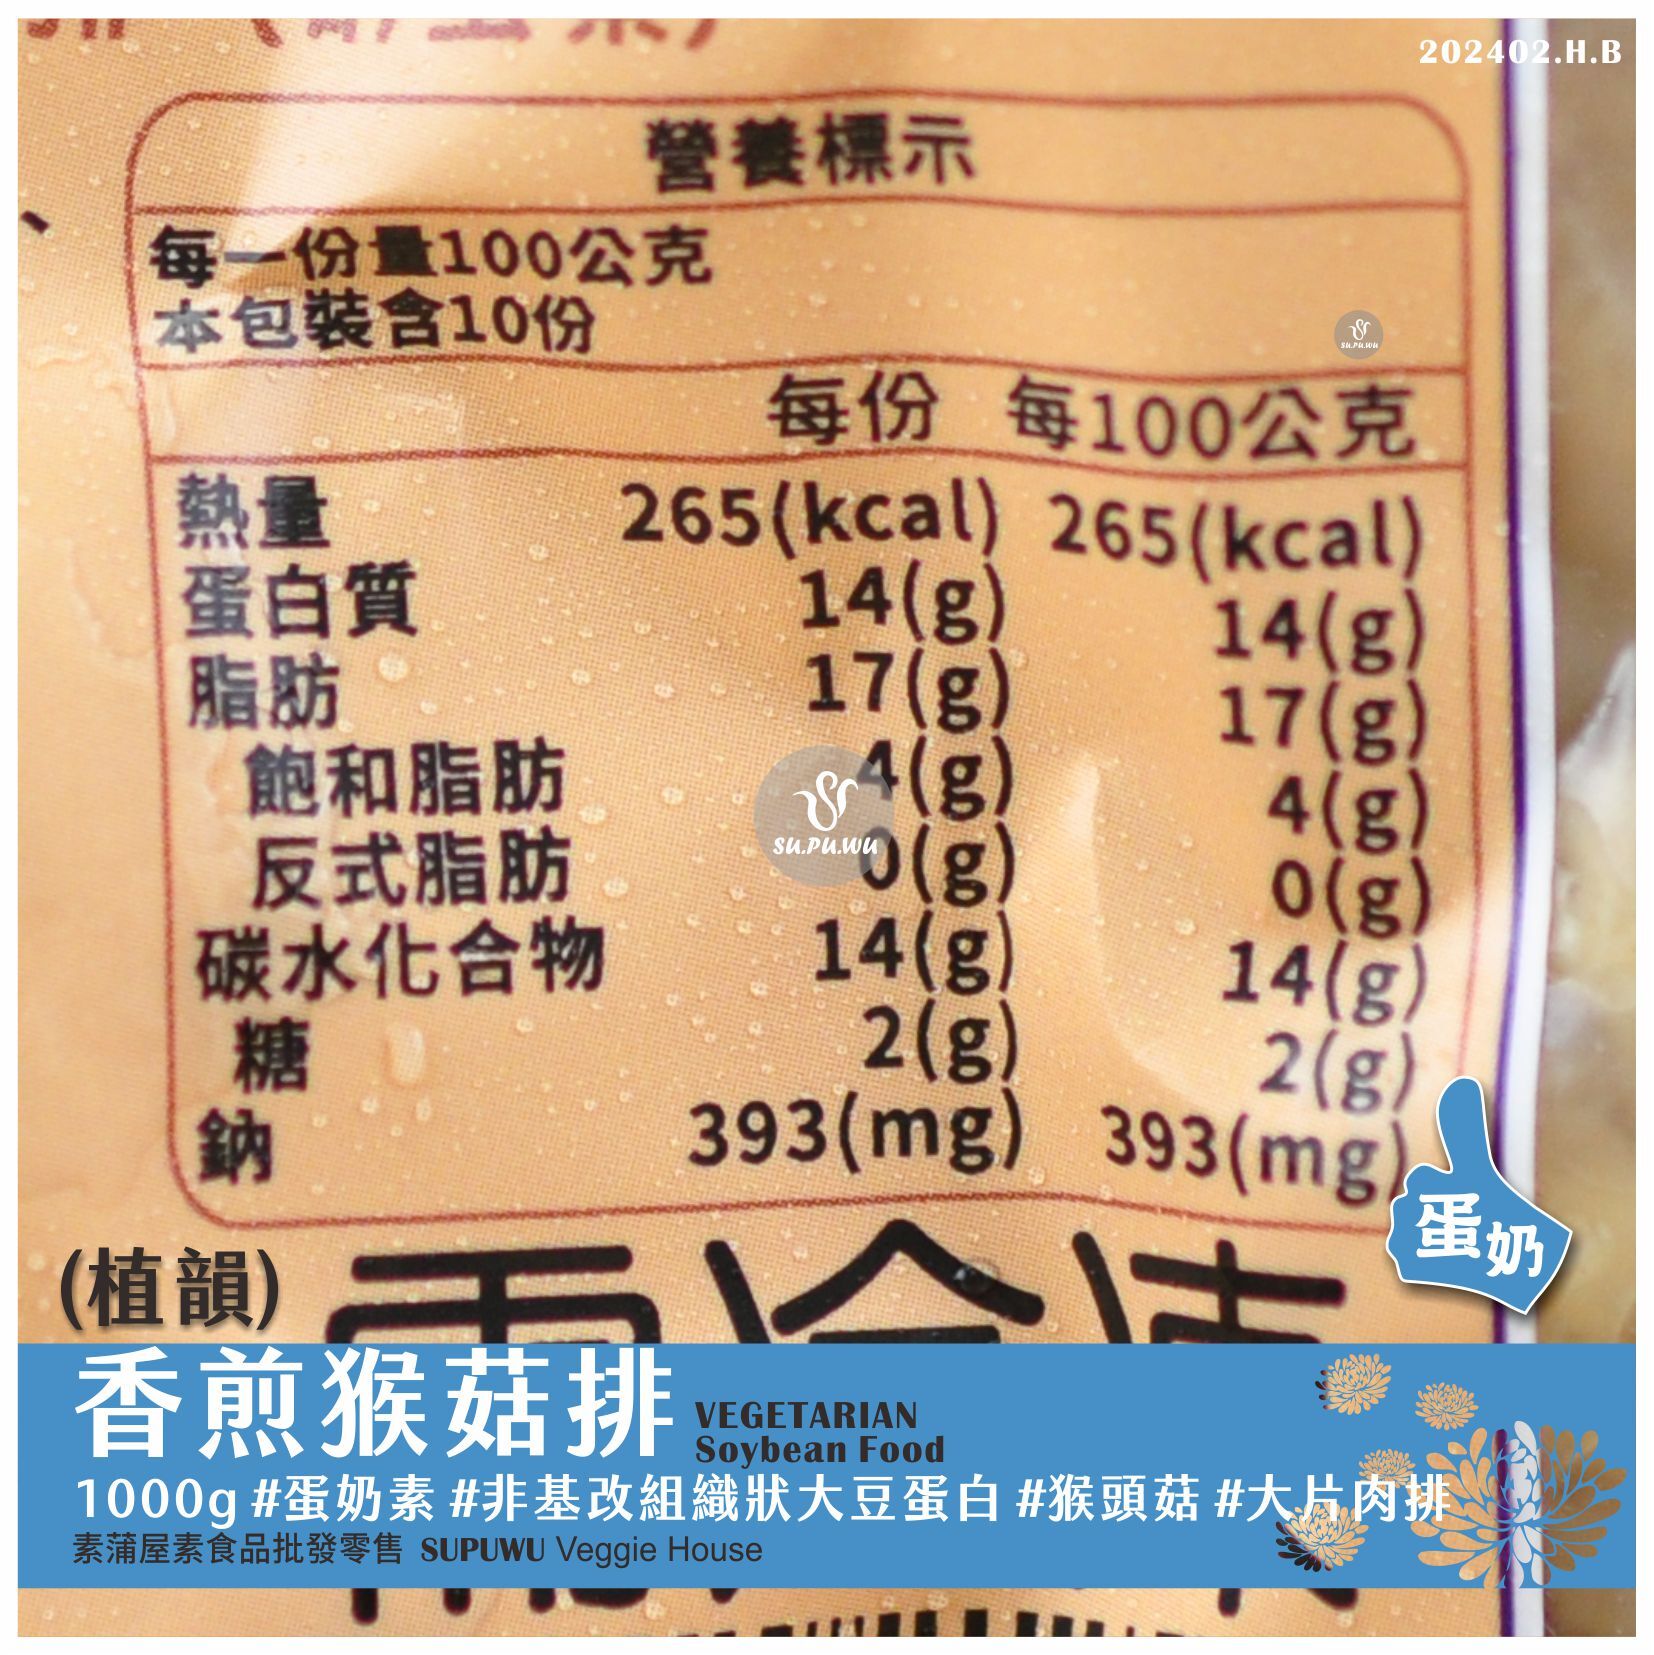 202402.H.B
營養標示
每一份量100公克
本包裝含10份
每份 每100公克
熱量 265(kcal) 265(kcal)
蛋白質 14(g) 14(g)
脂肪 17(g) 17(g)
飽和脂肪 4(g) 4(g)
反式脂肪 0(g) 0(g)
碳水化合物 14(g) 14(g)
糖 2(g) 2(g)
鈉 393(mg) 393(mg)
SU.PU.WU
SU.PU.WU
蛋奶
(植韻)
香煎猴菇排
VEGETARIAN
Soybean Food
1000g #蛋奶素 #非基改組織狀大豆蛋白 #猴頭菇 #大片肉排
素蒲屋素食品批發零售 SUPUWU Veggie House